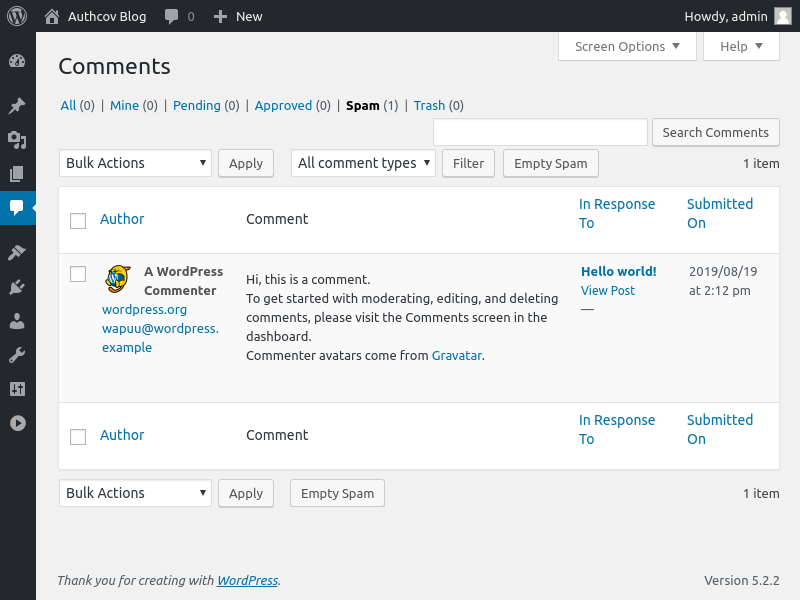 Authcov Blog 0 New Howdy, admin
Screen Options Help
Comments
All (0) | Mine (0) | Pending (0) | Approved (0) | Spam (1) | Trash (0)
Search Comments
Bulk Actions Apply All comment types Filter Empty Spam 1 item
Author Comment In Response To Submitted On
A WordPress Commenter
wordpress.org
wapuu@wordpress.example
Hi, this is a comment.
To get started with moderating, editing, and deleting
comments, please visit the Comments screen in the
dashboard.
Commenter avatars come from Gravatar.
Hello world!
View Post
—
2019/08/19
at 2:12 pm
Author Comment In Response To Submitted On
Bulk Actions Apply Empty Spam 1 item
Thank you for creating with WordPress. Version 5.2.2